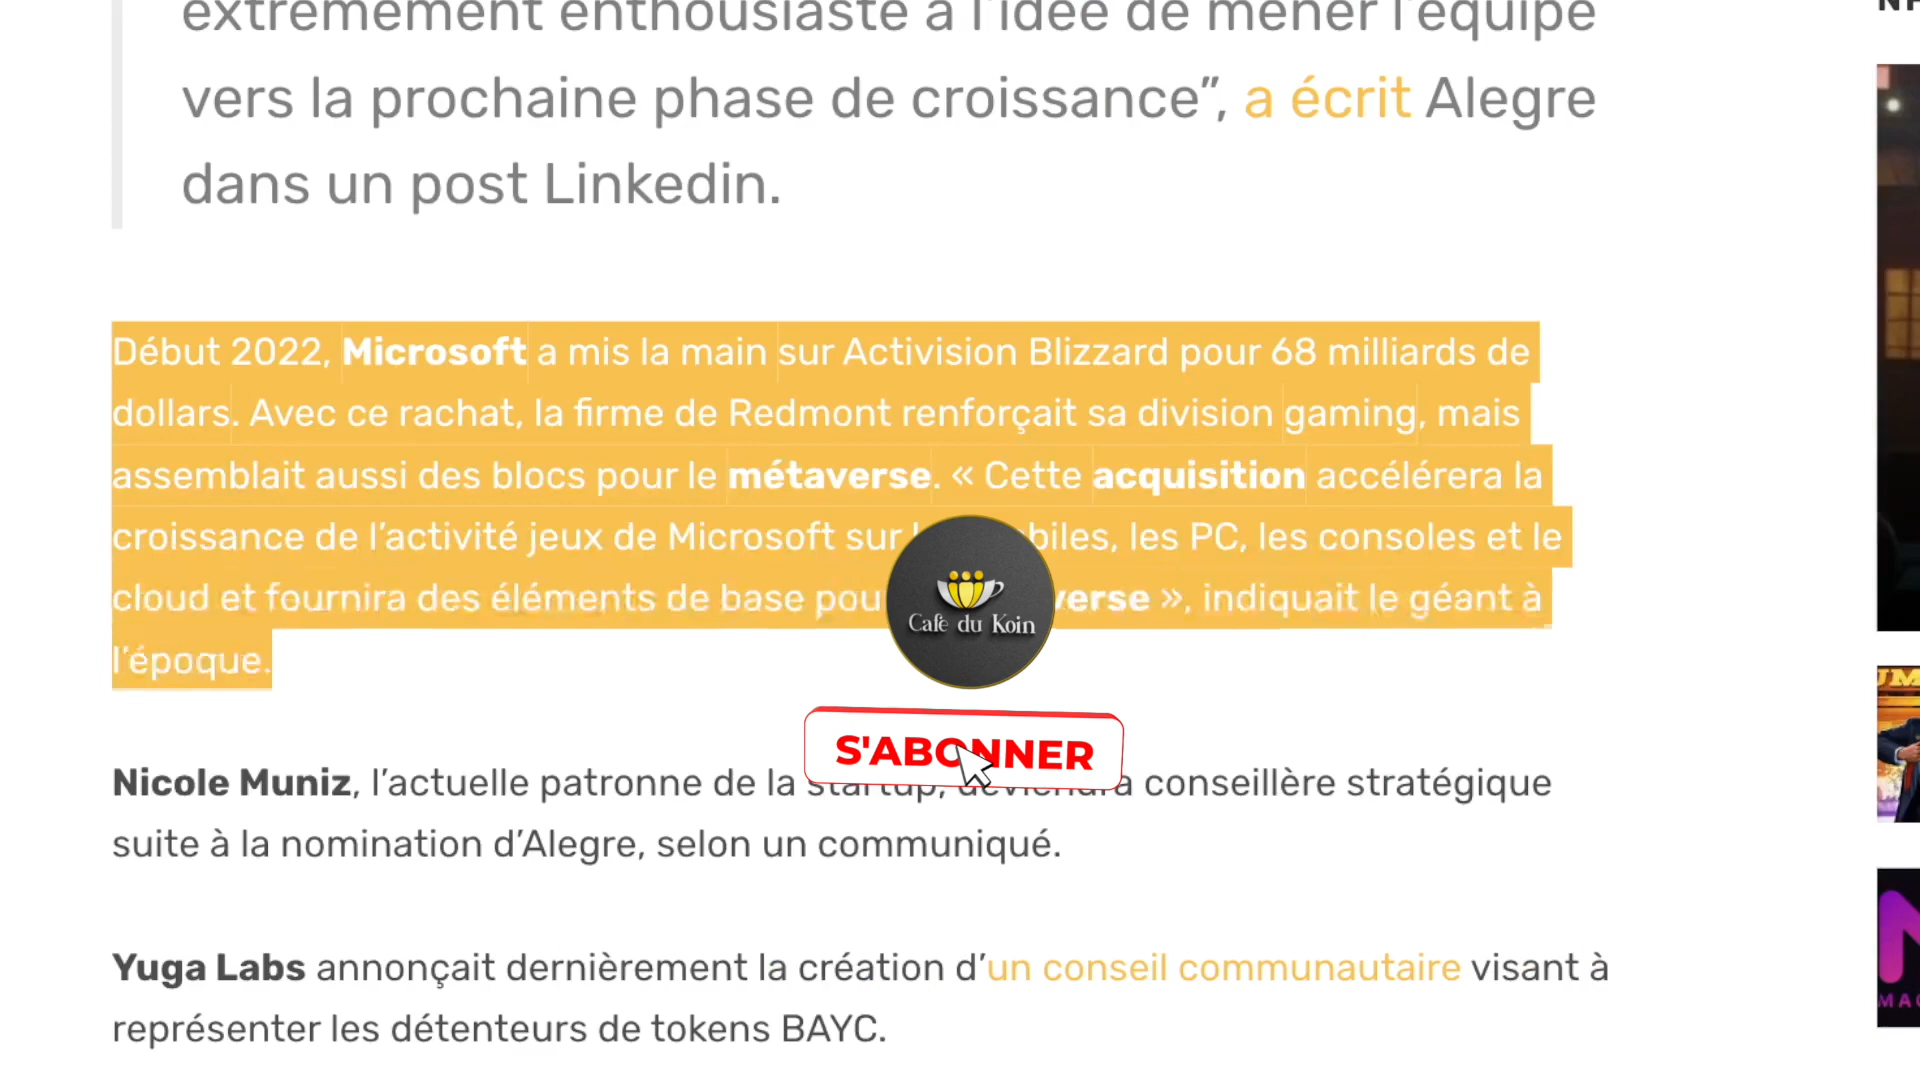 extrêmement enthousiaste à l'idée de mener l'équipe
vers la prochaine phase de croissance”, a écrit Alegre
dans un post Linkedin.
Début 2022, Microsoft a mis la main sur Activision Blizzard pour 68 milliards de
dollars. Avec ce rachat, la firme de Redmont renforçait sa division gaming, mais
assemblait aussi des blocs pour le métaverse. « Cette acquisition accélérera la
croissance de l’activité jeux de Microsoft sur biles, les PC, les consoles et le
cloud et fournira des éléments de base pou verse », indiquait le géant à
l’époque.
Café du Koin
S'ABONNER
Nicole Muniz, l’actuelle patronne de la startup, deviendra conseillère stratégique
suite à la nomination d’Alegre, selon un communiqué.
Yuga Labs annonçait dernièrement la création d’un conseil communautaire visant à
représenter les détenteurs de tokens BAYC.